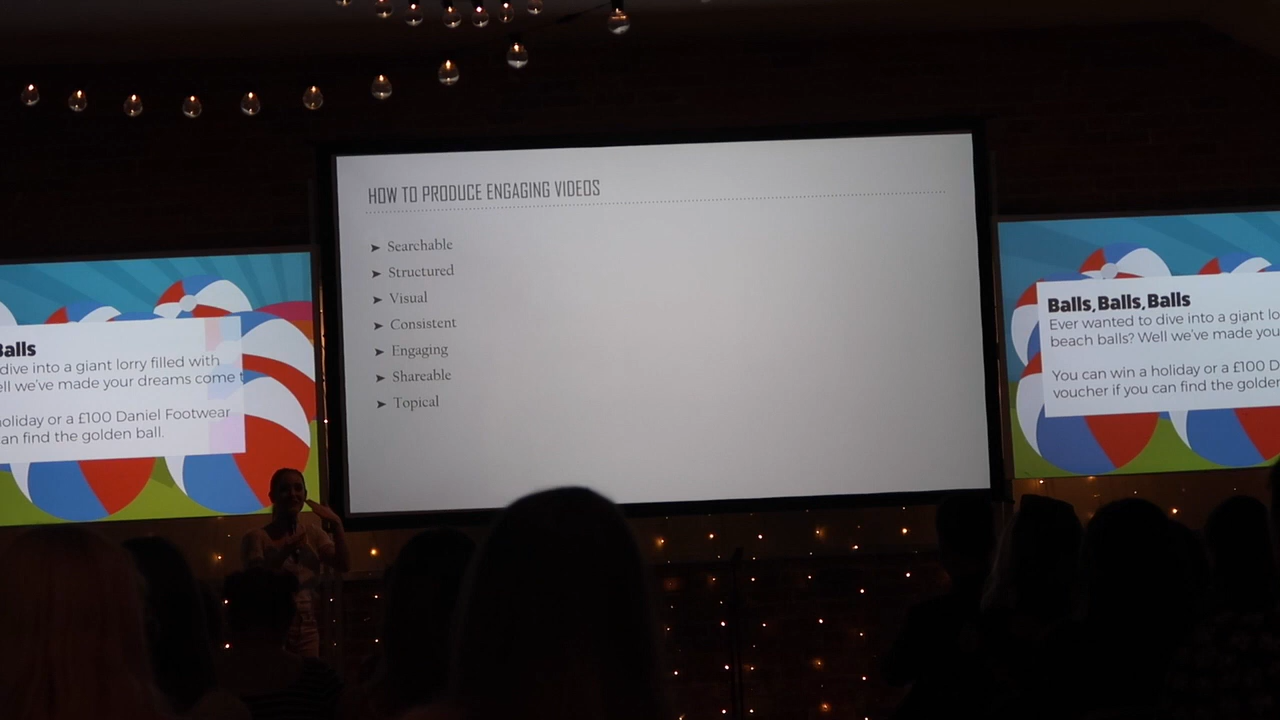 HOW TO PRODUCE ENGAGING VIDEOS
➤ Searchable
➤ Structured
➤ Visual
➤ Consistent
➤ Engaging
➤ Shareable
➤ Topical
Balls
dive into a giant lorry filled with
ell we've made your dreams come t
holiday or a £100 Daniel Footwear
an find the golden ball.
Balls, Balls, Balls
Ever wanted to dive into a giant lo
beach balls? Well we've made you
You can win a holiday or a £100 D
voucher if you can find the golden